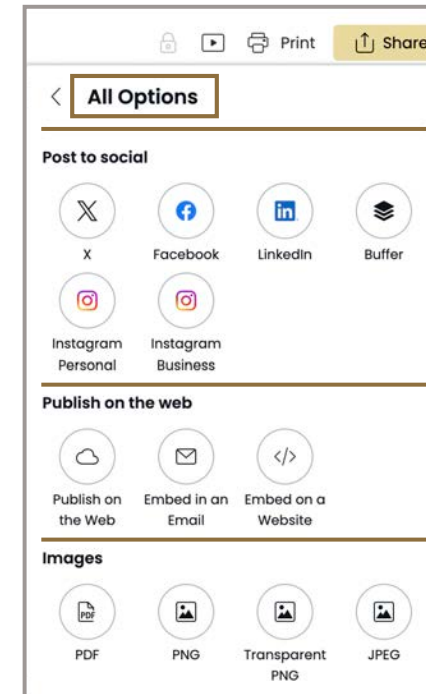 Print Share
All Options
Post to social
X Facebook LinkedIn Buffer
Instagram Instagram
Personal Business
Publish on the web
Publish on Embed in an Embed on a
the Web Email Website
Images
PDF
PDF PNG Transparent JPEG
PNG